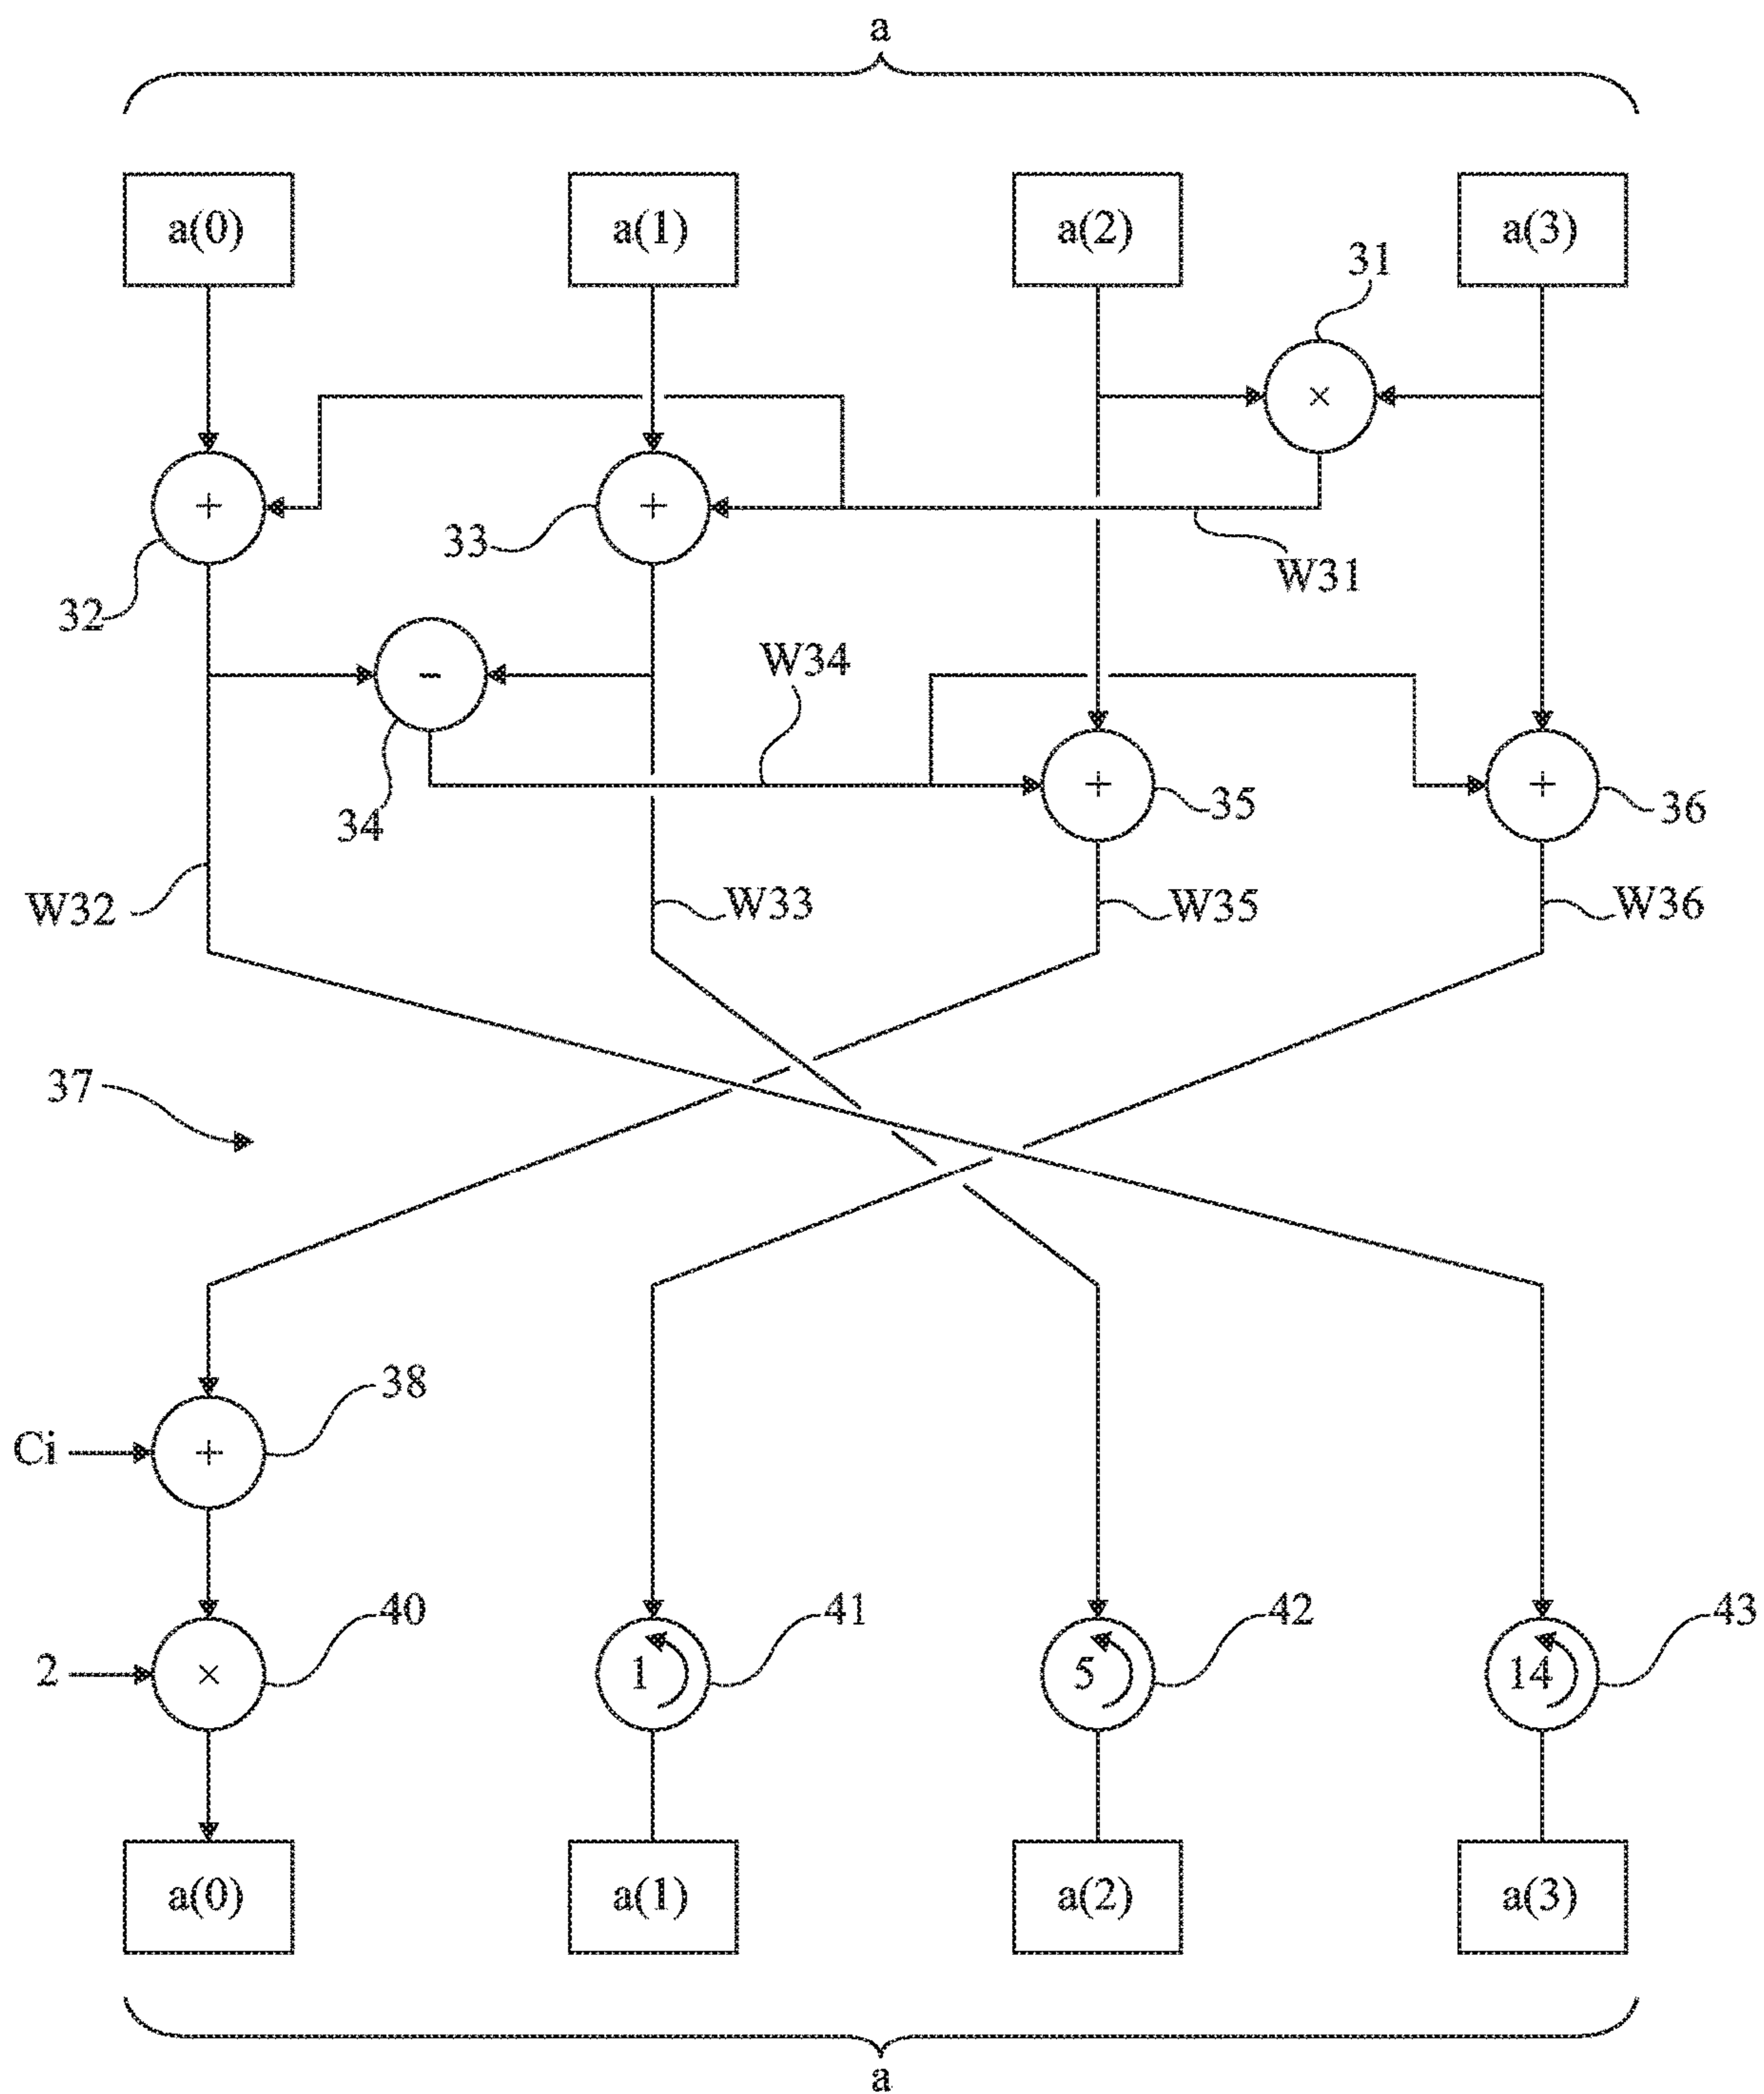 a
a(0) a(1) a(2) a(3)
31
×
+ +
33
W31
32
W34
-
+ +
35 36
34
W32 W33 W35 W36
37
38
Ci +
40 41 42 43
2 × 1 5 14
a(0) a(1) a(2) a(3)
a